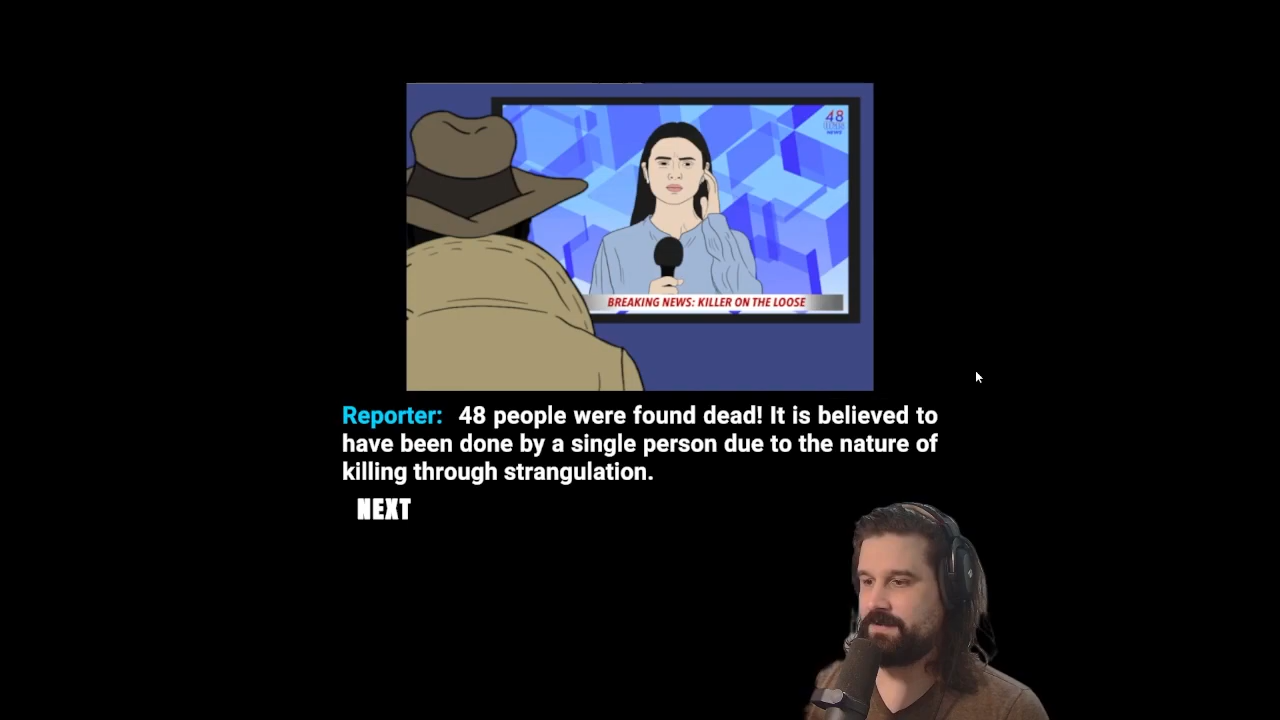 48
NEWS
BREAKING NEWS: KILLER ON THE LOOSE
Reporter: 48 people were found dead! It is believed to
have been done by a single person due to the nature of
killing through strangulation.
NEXT